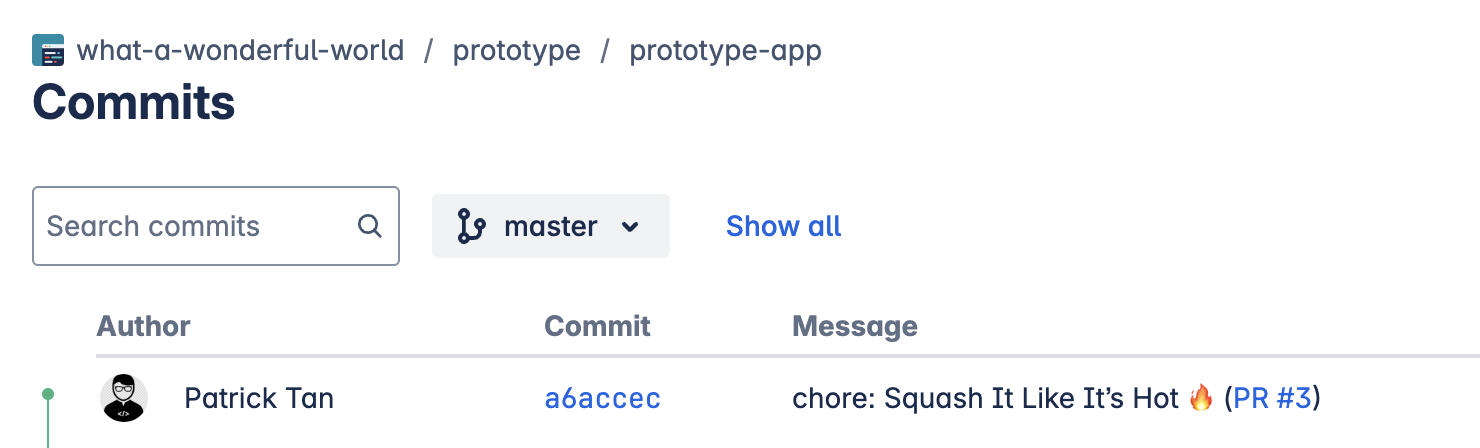 what-a-wonderful-world / prototype / prototype-app
Commits
Search commits master Show all
Author Commit Message
Patrick Tan a6accec chore: Squash It Like It’s Hot 🔥 (PR #3)